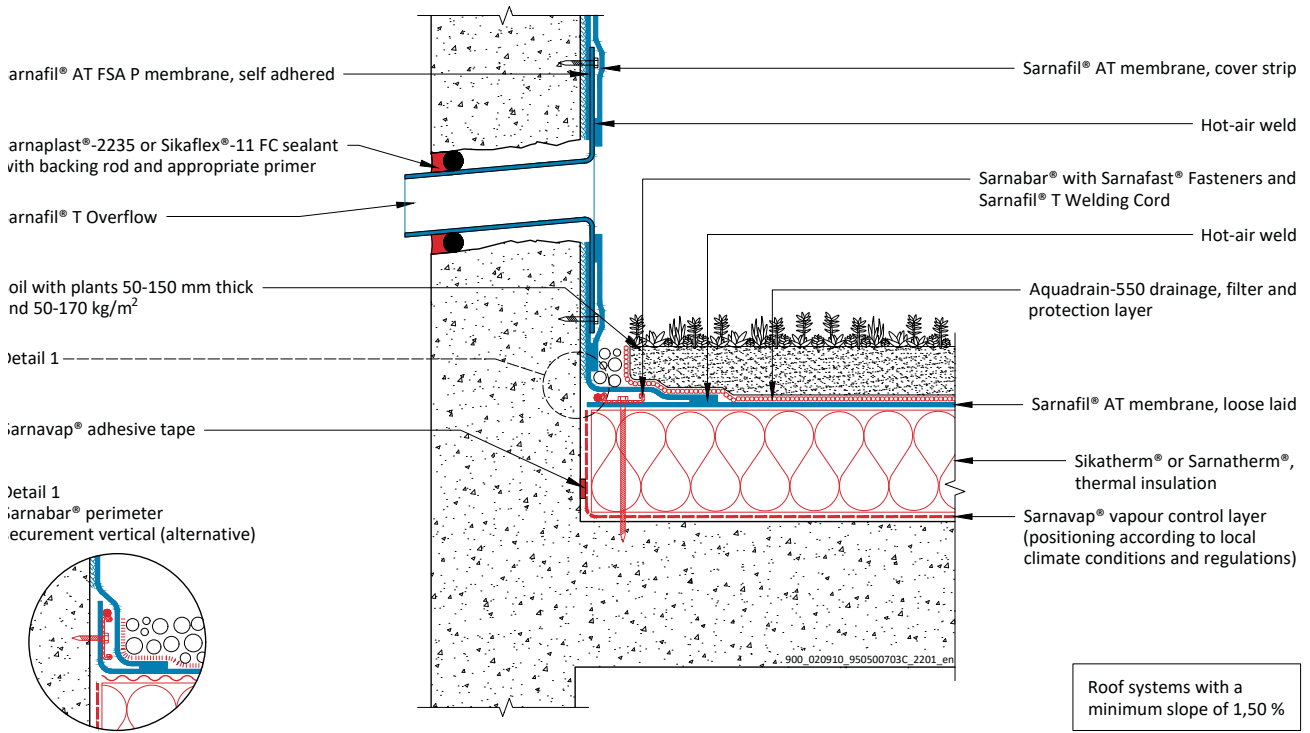 arnafil® AT FSA P membrane, self adhered
arnaplast®-2235 or Sikaflex®-11 FC sealant
with backing rod and appropriate primer
arnafil® T Overflow
oil with plants 50-150 mm thick
nd 50-170 kg/m²
Detail 1
Sarnavap® adhesive tape
Detail 1
Sarnabar® perimeter
ecurement vertical (alternative)
Sarnafil® AT membrane, cover strip
Hot-air weld
Sarnabar® with Sarnafast® Fasteners and
Sarnafil® T Welding Cord
Hot-air weld
Aquadrain-550 drainage, filter and
protection layer
Sarnafil® AT membrane, loose laid
Sikatherm® or Sarnatherm®,
thermal insulation
Sarnavap® vapour control layer
(positioning according to local
climate conditions and regulations)
900_020910_950500703C_2201_en
Roof systems with a
minimum slope of 1,50 %